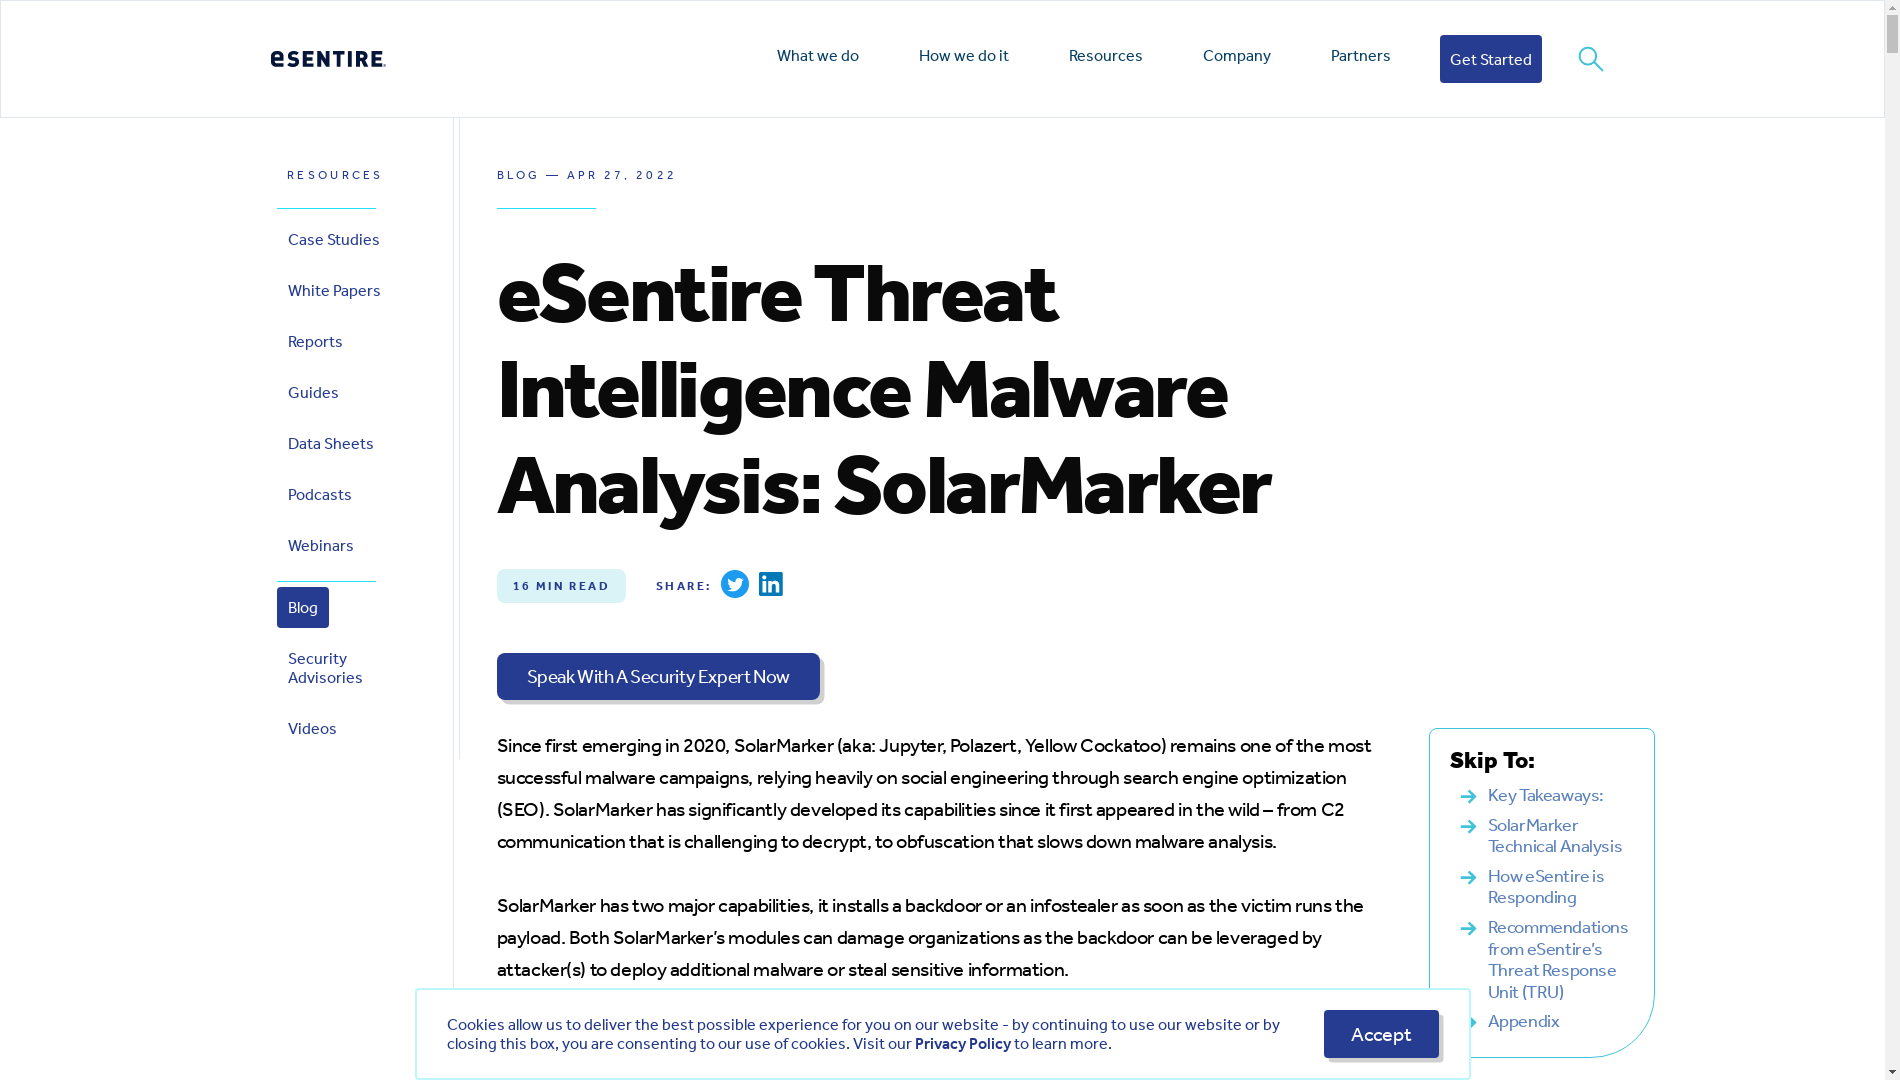 eSENTIRE
What we do
How we do it
Resources
Company
Partners
Get Started
RESOURCES
Case Studies
White Papers
Reports
Guides
Data Sheets
Podcasts
Webinars
Blog
Security
Advisories
Videos
BLOG — APR 27, 2022
eSentire Threat
Intelligence Malware
Analysis: SolarMarker
16 MIN READ
SHARE:
Speak With A Security Expert Now
Since first emerging in 2020, SolarMarker (aka: Jupyter, Polazert, Yellow Cockatoo) remains one of the most
successful malware campaigns, relying heavily on social engineering through search engine optimization
(SEO). SolarMarker has significantly developed its capabilities since it first appeared in the wild – from C2
communication that is challenging to decrypt, to obfuscation that slows down malware analysis.
SolarMarker has two major capabilities, it installs a backdoor or an infostealer as soon as the victim runs the
payload. Both SolarMarker’s modules can damage organizations as the backdoor can be leveraged by
attacker(s) to deploy additional malware or steal sensitive information.
Skip To:
Key Takeaways:
SolarMarker
Technical Analysis
How eSentire is
Responding
Recommendations
from eSentire’s
Threat Response
Unit (TRU)
Appendix
Cookies allow us to deliver the best possible experience for you on our website - by continuing to use our website or by
closing this box, you are consenting to our use of cookies. Visit our Privacy Policy to learn more.
Accept